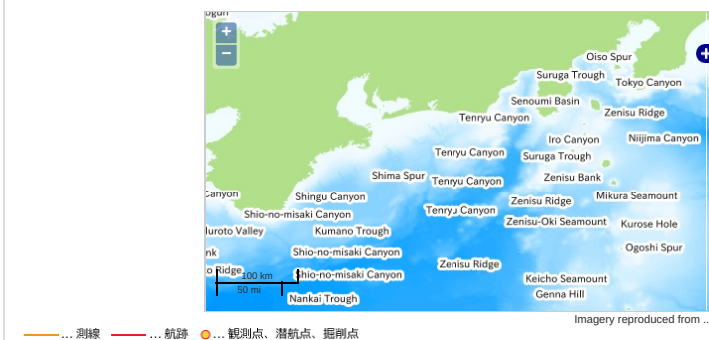 +
−
Oiso Spur
Suruga Trough
Tokyo Canyon
Senoumi Basin
Zenisu Ridge
Tenryu Canyon
Iro Canyon
Niijima Canyon
Tenryu Canyon
Suruga Trough
Shima Spur
Tenryu Canyon
Zenisu Bank
Canyon
Shingu Canyon
Zenisu Ridge
Mikura Seamount
Shio-no-misaki Canyon
Tenryu Canyon
Zenisu-Oki Seamount
Kurose Hole
Muroto Valley
Kumano Trough
Ogoshi Spur
Shio-no-misaki Canyon
Zenisu Ridge
Ridge
100 km
Shio-no-misaki Canyon
Keicho Seamount
50 mi
Nankai Trough
Genna Hill
Imagery reproduced from ..
... 測線 ... 航跡 ... 観測点、潜航点、掘削点